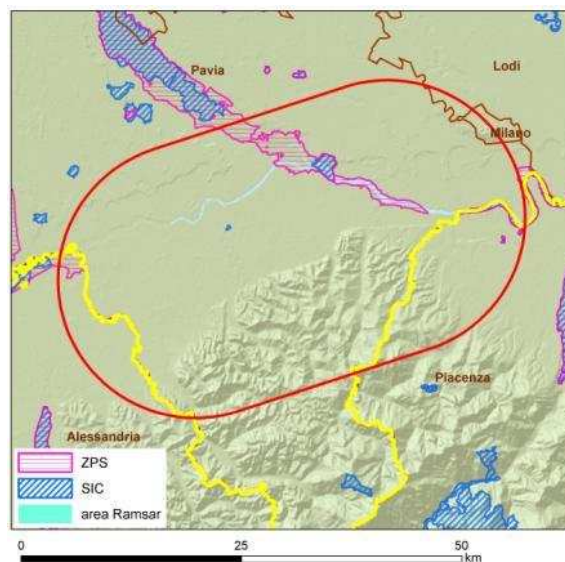 Lodi
Pavia
Milano
Piacenza
Alessandria
ZPS
SIC
area Ramsar
0 25 50
km